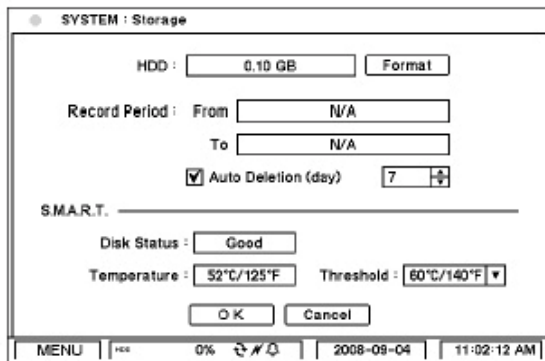 SYSTEM : Storage
HDD : 0.10 GB Format
Record Period : From N/A
To N/A
Auto Deletion (day) 7
S.M.A.R.T.
Disk Status : Good
Temperature : 52°C/125°F Threshold : 60°C/140°F
OK Cancel
MENU 0% 2008-09-04 11:02:12 AM